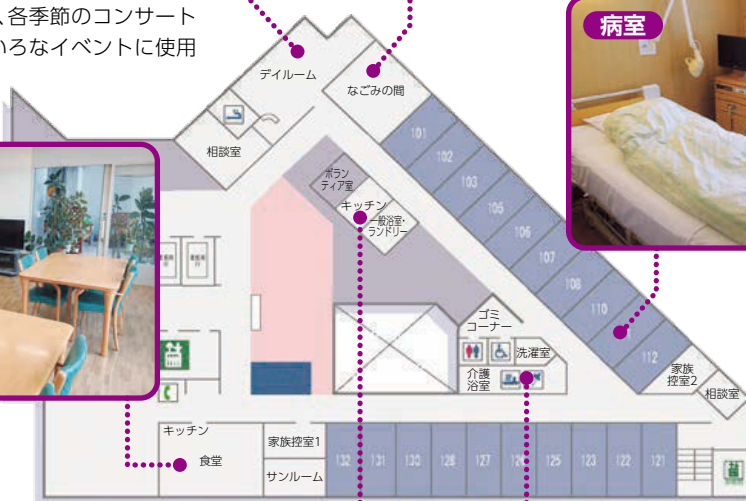 、各季節のコンサート
いろなイベントに使用
病室
デイルーム
なごみの間
相談室
101
102
103
105
106
107
108
110
112
ボラン
ティア室
キッチン
一般浴室・
ランドリー
ゴミ
コーナー
洗濯室
介護
浴室
家族
控室2
相談室
キッチン
食堂
家族控室1
サンルーム
132
131
130
128
127
126
125
123
122
121